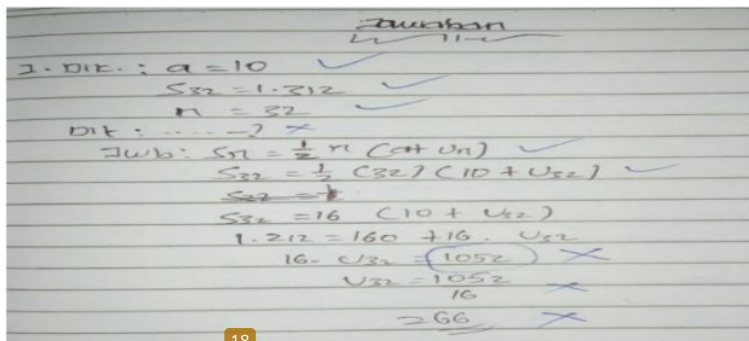 Jawaban
1. Dik. : a = 10
S32 = 1.312
n = 32
Dit : ..... -?
Jwb : Sn = 1/2 n (a + Un)
S32 = 1/2 (32) (10 + U32)
S32 = 16 (10 + U32)
1.212 = 160 + 16. U32
16- U32 = 1052
U32 = 1052
16
= 66
18